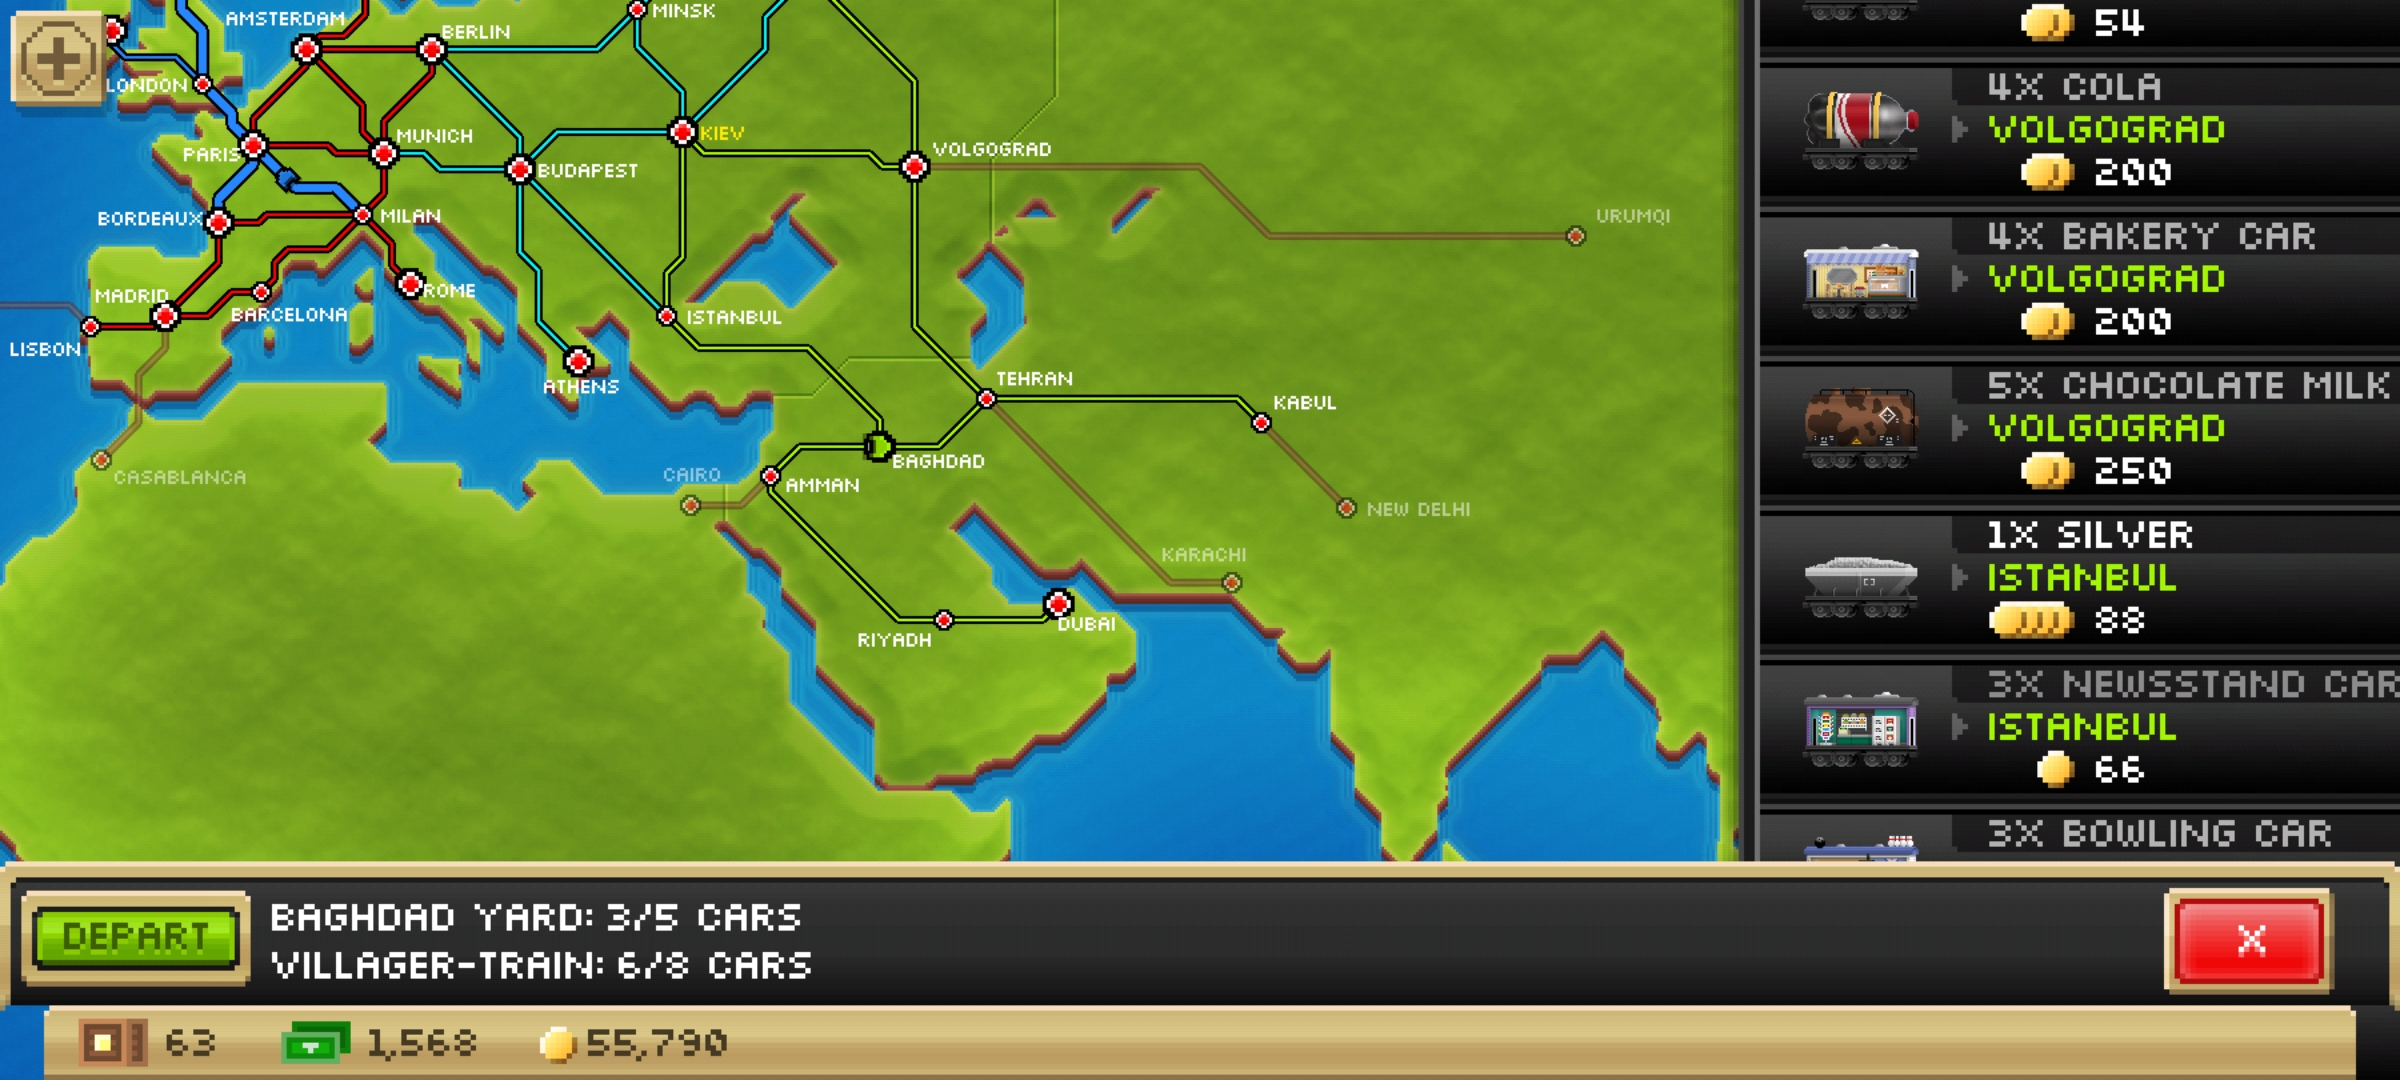 AMSTERDAM
BERLIN
MINSK
LONDON
PARIS
MUNICH
KIEV
BUDAPEST
VOLGOGRAD
BORDEAUX
MILAN
URUMQI
MADRID
ROME
BARCELONA
ISTANBUL
LISBON
ATHENS
TEHRAN
KABUL
CASABLANCA
CAIRO
BAGHDAD
AMMAN
NEW DELHI
KARACHI
DUBAI
RIYADH
54
4X COLA
VOLGOGRAD
200
4X BAKERY CAR
VOLGOGRAD
200
5X CHOCOLATE MILK
VOLGOGRAD
250
1X SILVER
ISTANBUL
88
3X NEWSSTAND CAR
ISTANBUL
66
3X BOWLING CAR
DEPART
BAGHDAD YARD: 3/5 CARS
VILLAGER-TRAIN: 6/8 CARS
X
63
1,568
55,790